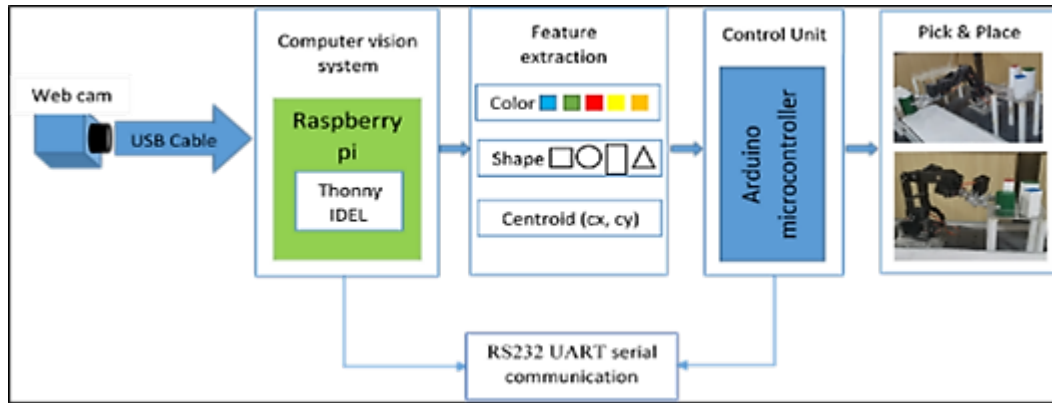 Web cam
USB Cable
Computer vision
system
Raspberry
pi
Thonny
IDEL
Feature
extraction
Color
Shape
Centroid (cx, cy)
Control Unit
Arduino
microcontroller
Pick & Place
RS232 UART serial
communication